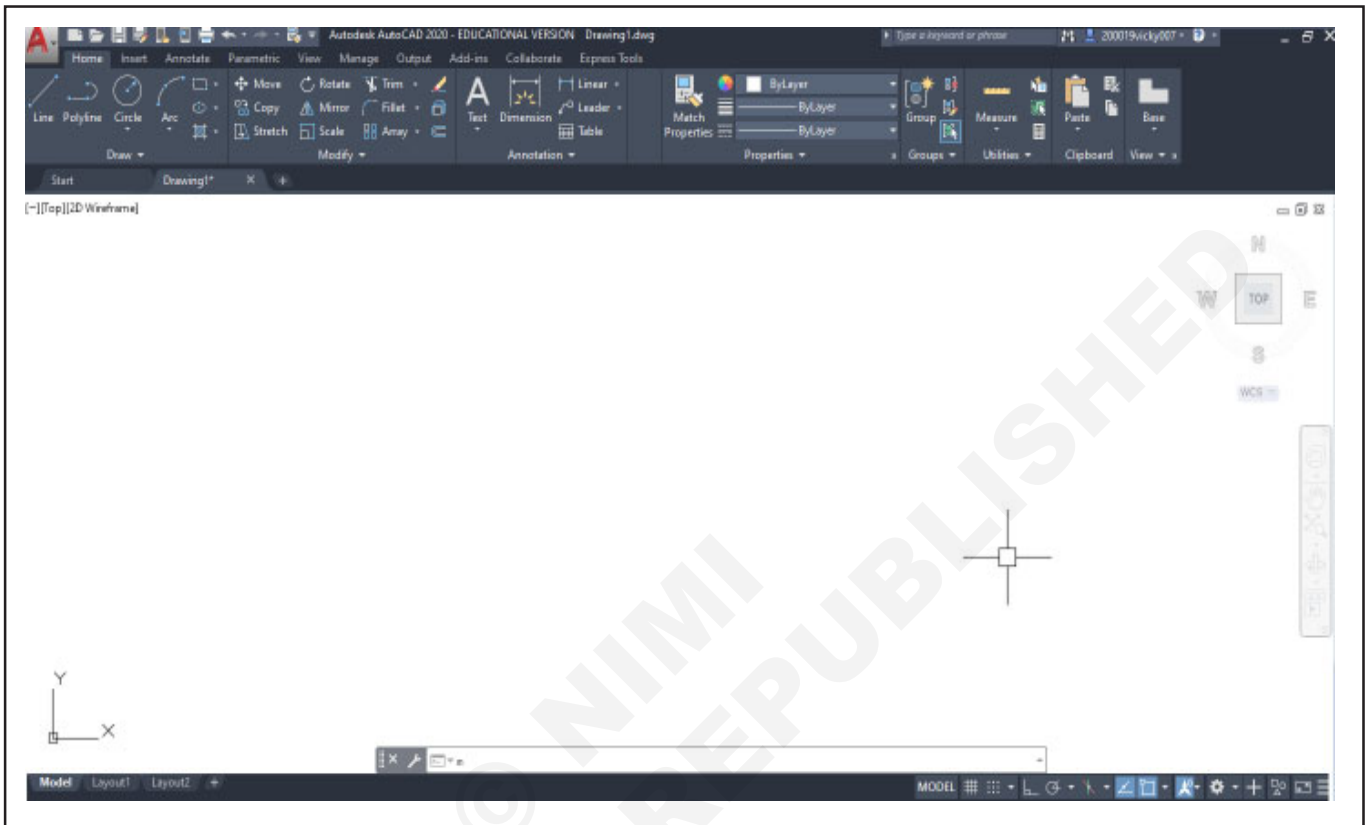 A Autodesk AutoCAD 2020 - EDUCATIONAL VERSION Drawing1.dwg Type a keyword or phrase 200019vicky007
Home Insert Annotate Parametric View Manage Output Add-ins Collaborate Express Tools
Move Rotate Trim A Linear ByLayer
Copy Mirror Fillet Leader ByLayer
Line Polyline Circle Arc Text Dimension Match Group Measure Paste Base
Stretch Scale Array Table Properties ByLayer
Draw Modify Annotation Properties Groups Utilities Clipboard View
Start Drawing1* × +
[−][Top][2D Wireframe]
N
W TOP E
S
WCS
Y
X
Model Layout1 Layout2 + MODEL
© NIMI
REPUBLISHED